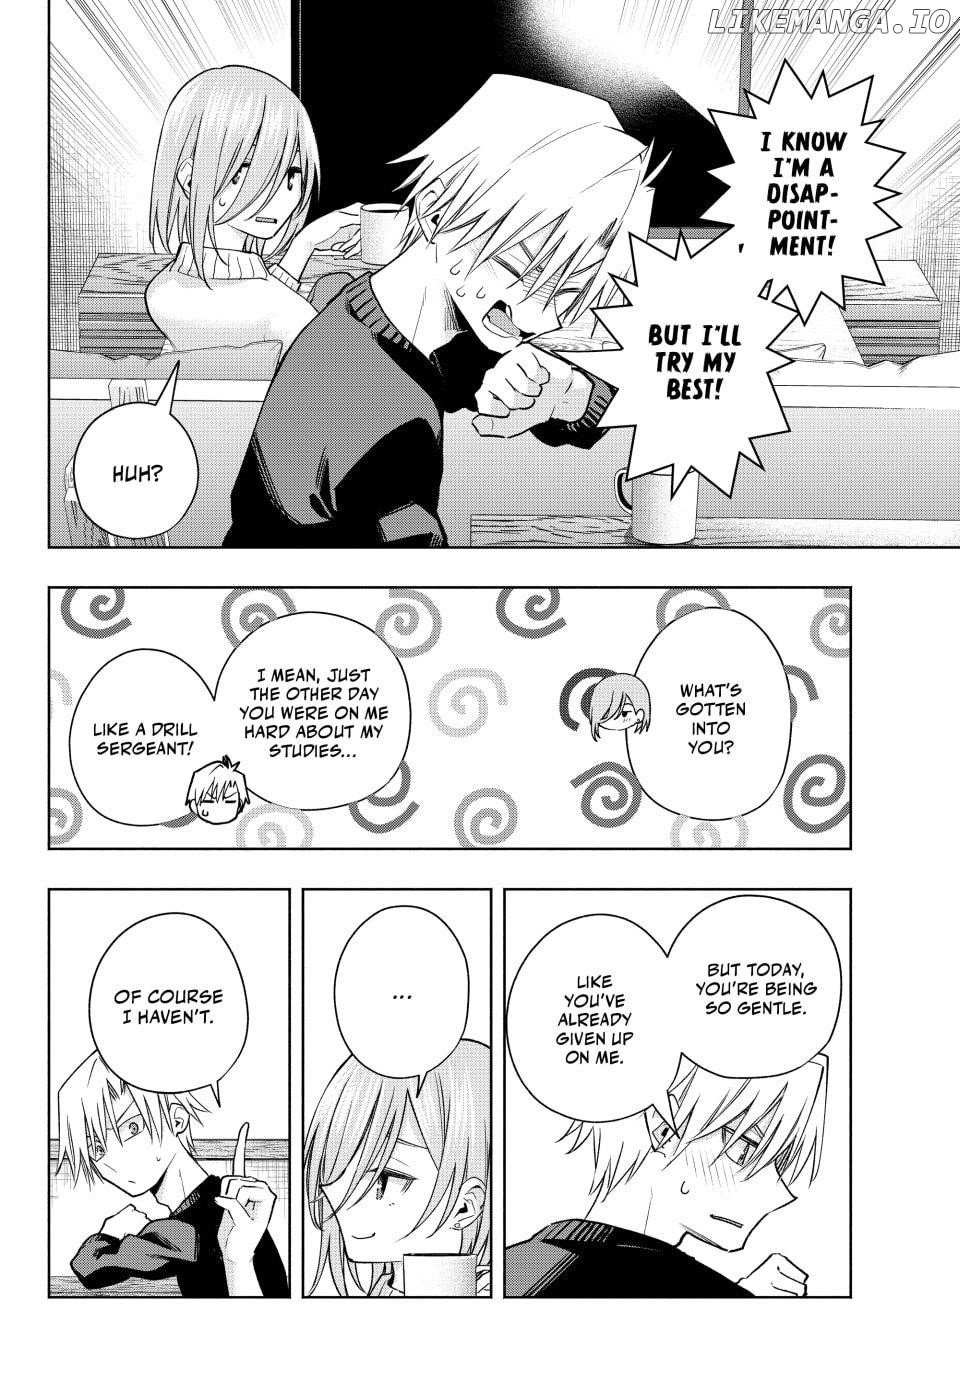 LIKEMANGA.IO
I KNOW
I'M A
DISAP-
POINT-
MENT!
BUT I'LL
TRY MY
BEST!
HUH?
WHAT'S
GOTTEN
INTO
YOU?
I MEAN, JUST
THE OTHER DAY
YOU WERE ON ME
HARD ABOUT MY
STUDIES...
LIKE A DRILL
SERGEANT!
BUT TODAY,
YOU'RE BEING
SO GENTLE.
LIKE
YOU'VE
ALREADY
GIVEN UP
ON ME.
...
OF COURSE
I HAVEN'T.